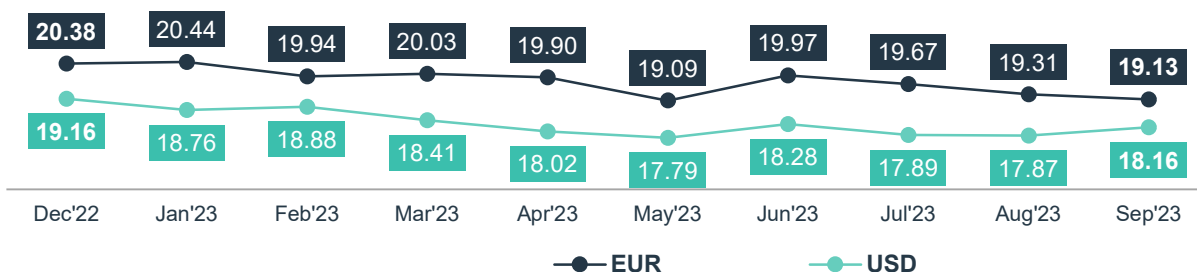 20.38 20.44 19.94 20.03 19.90 19.09 19.97 19.67 19.31 19.13
19.16 18.76 18.88 18.41 18.02 17.79 18.28 17.89 17.87 18.16
Dec'22 Jan'23 Feb'23 Mar'23 Apr'23 May'23 Jun'23 Jul'23 Aug'23 Sep'23
EUR USD